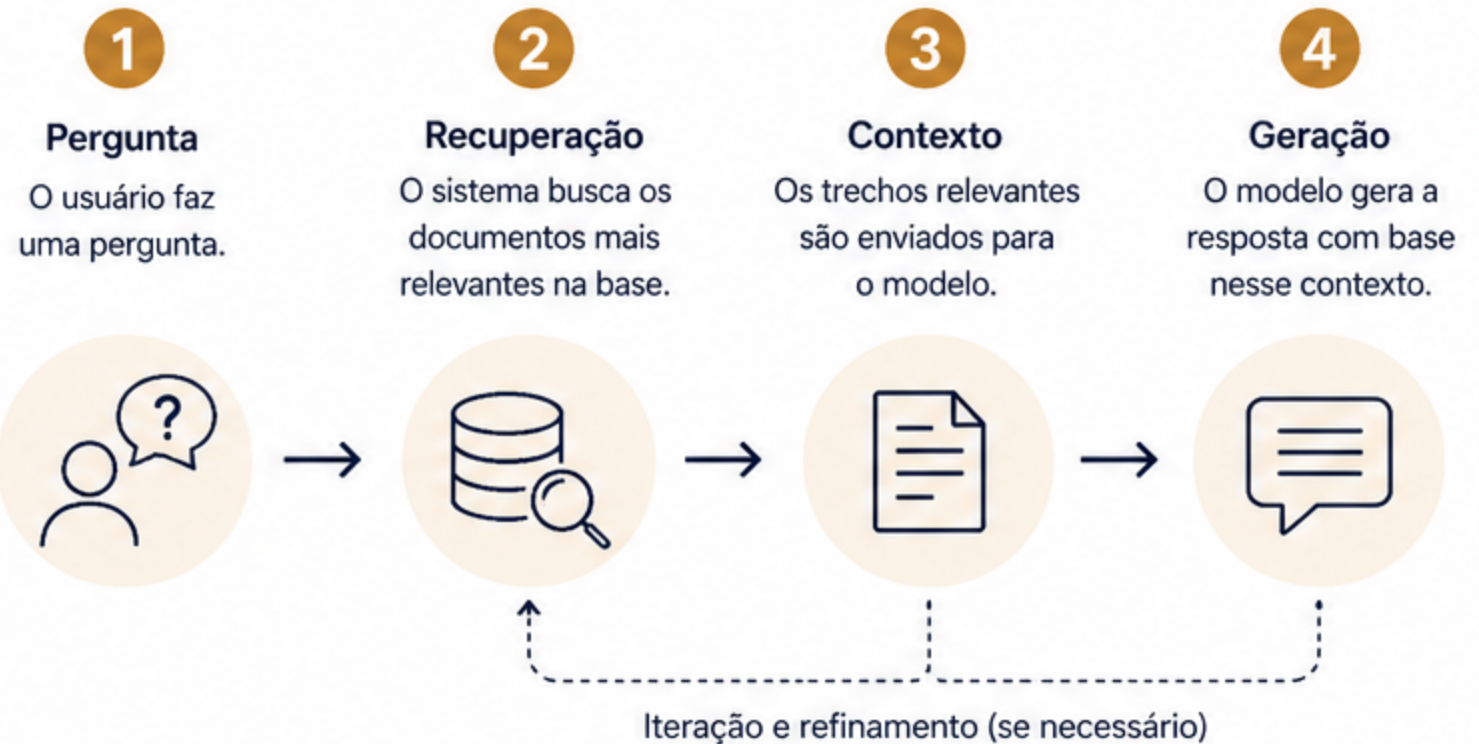 1
Pergunta
O usuário faz
uma pergunta.
2
Recuperação
O sistema busca os
documentos mais
relevantes na base.
3
Contexto
Os trechos relevantes
são enviados para
o modelo.
4
Geração
O modelo gera a
resposta com base
nesse contexto.
?
Iteração e refinamento (se necessário)